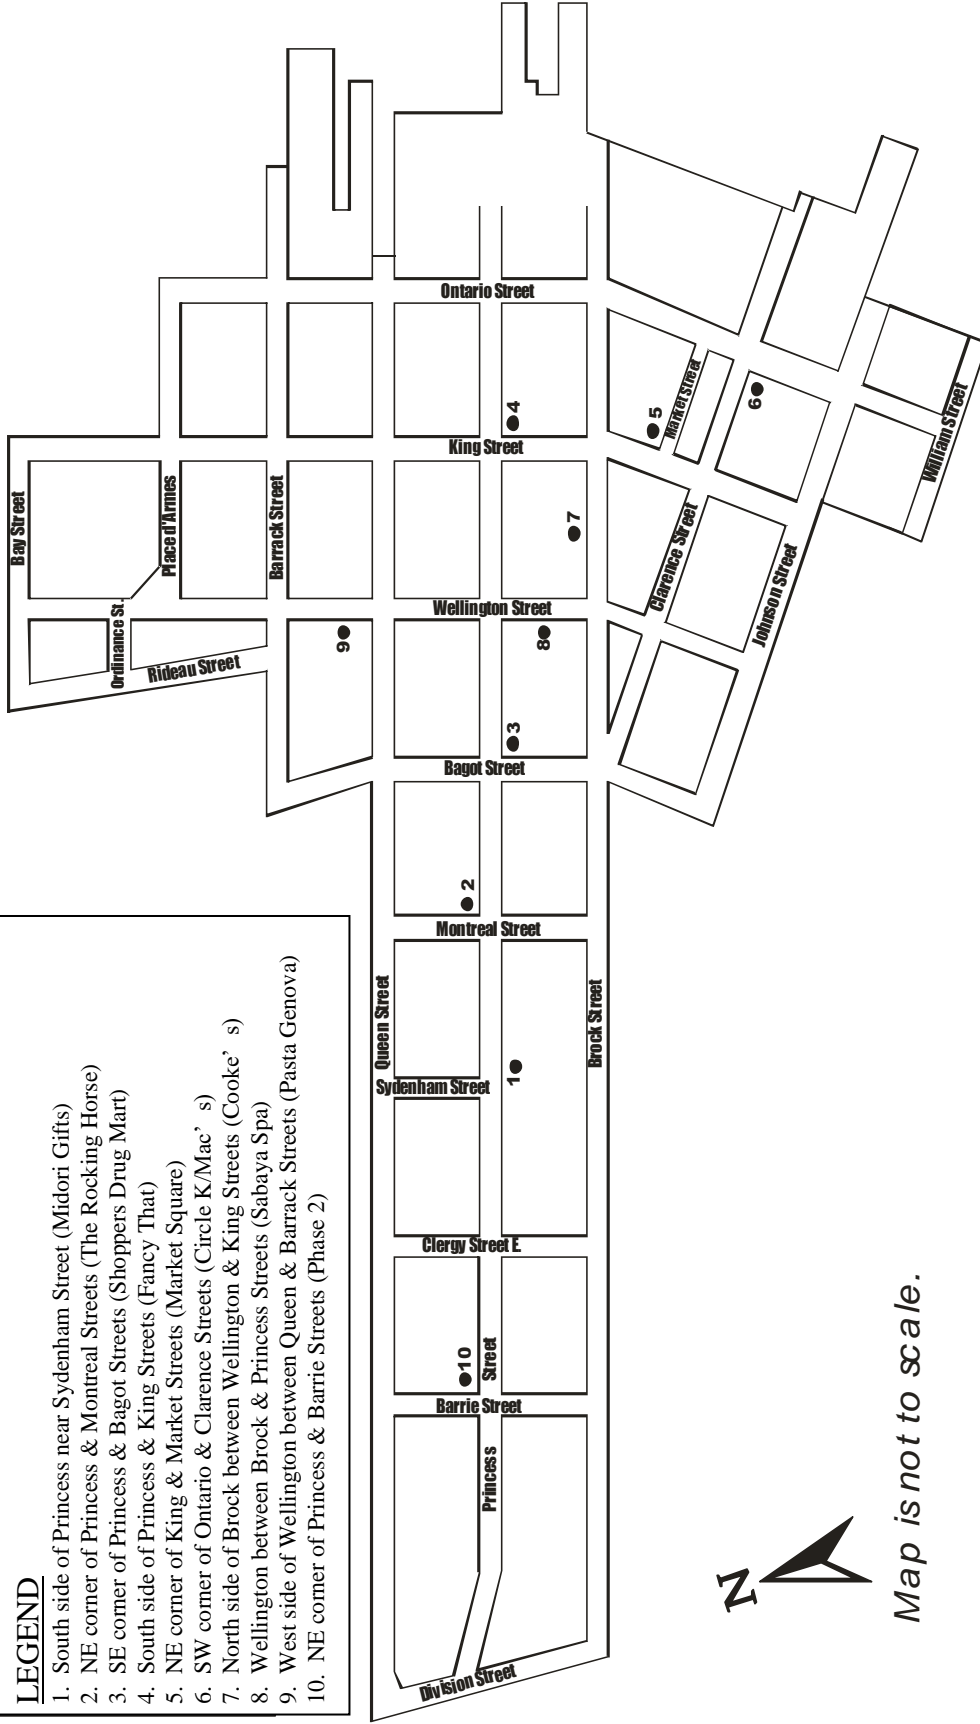 LEGEND
1. South side of Princess near Sydenham Street (Midori Gifts)
2. NE corner of Princess & Montreal Streets (The Rocking Horse)
3. SE corner of Princess & Bagot Streets (Shoppers Drug Mart)
4. South side of Princess & King Streets (Fancy That)
5. NE corner of King & Market Streets (Market Square)
6. SW corner of Ontario & Clarence Streets (Circle K/Mac’s)
7. North side of Brock between Wellington & King Streets (Cooke’s)
8. Wellington between Brock & Princess Streets (Sabaya Spa)
9. West side of Wellington between Queen & Barrack Streets (Pasta Genova)
10. NE corner of Princess & Barrie Streets (Phase 2)
Bay Street
Place d'Armes
Barrack Street
Ordinance St.
Rideau Street
Ontario Street
King Street
Wellington Street
Bagot Street
Montreal Street
Queen Street
Sydenham Street
Brock Street
Clergy Street E.
Street
Barrie Street
Princess
Division Street
Market Street
Clarence Street
Johnson Street
William Street
1
2
3
4
5
6
7
8
9
10
N
Map is not to scale.